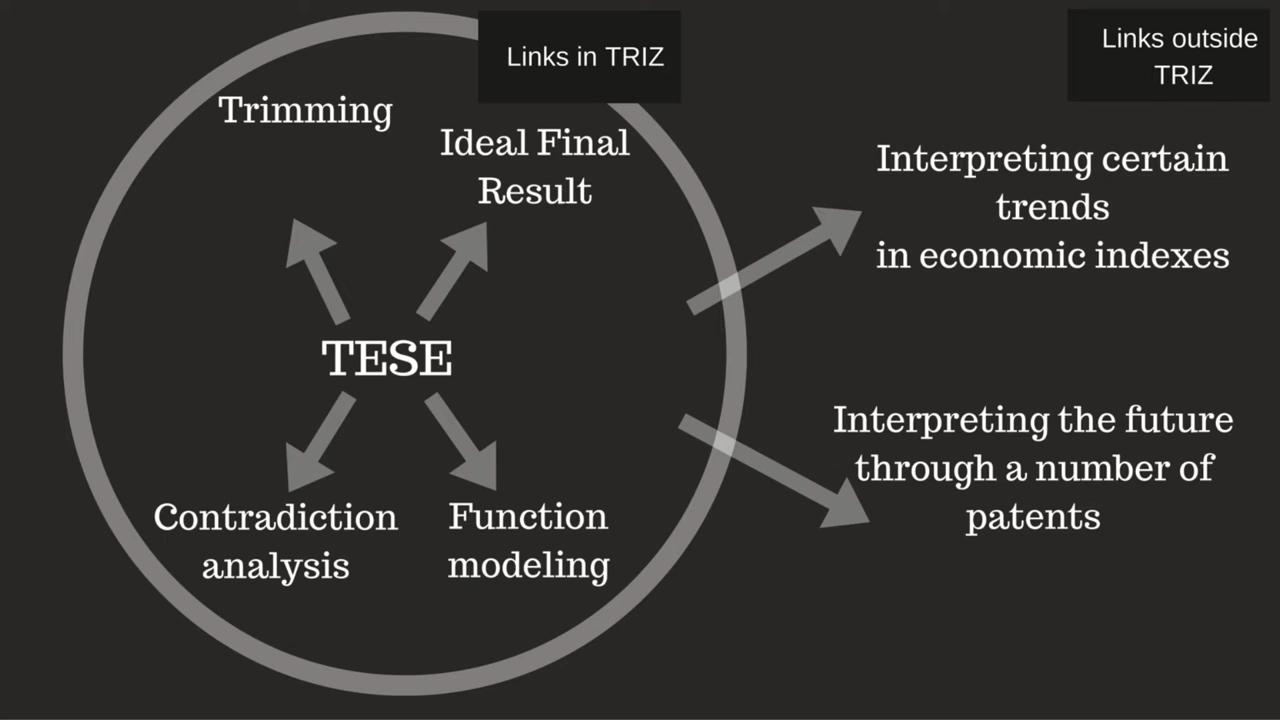 Links in TRIZ
Links outside
TRIZ
Trimming
Ideal Final
Result
TESE
Contradiction
analysis
Function
modeling
Interpreting certain
trends
in economic indexes
Interpreting the future
through a number of
patents